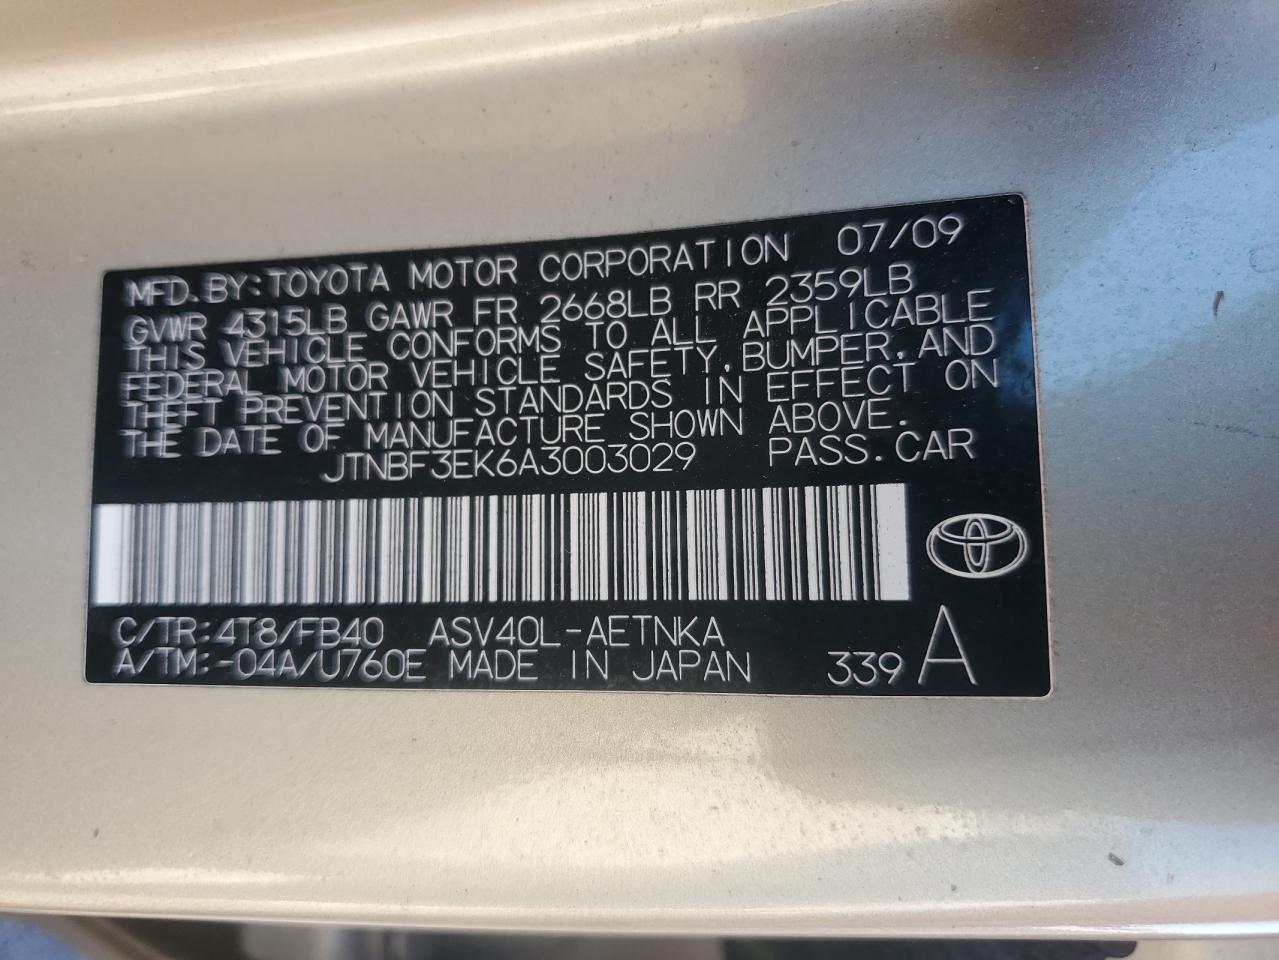 MFD. BY: TOYOTA MOTOR CORPORATION 07/09
GVWR 4315LB GAWR FR 2668LB RR 2359LB
THIS VEHICLE CONFORMS TO ALL APPLICABLE
FEDERAL MOTOR VEHICLE SAFETY, BUMPER, AND
THEFT PREVENTION STANDARDS IN EFFECT ON
THE DATE OF MANUFACTURE SHOWN ABOVE.
JTNBF3EK6A3003029 PASS. CAR
C/TR: 4T8/FB40 ASV40L-AETNKA
A/TM: -04A/U760E MADE IN JAPAN 339 A